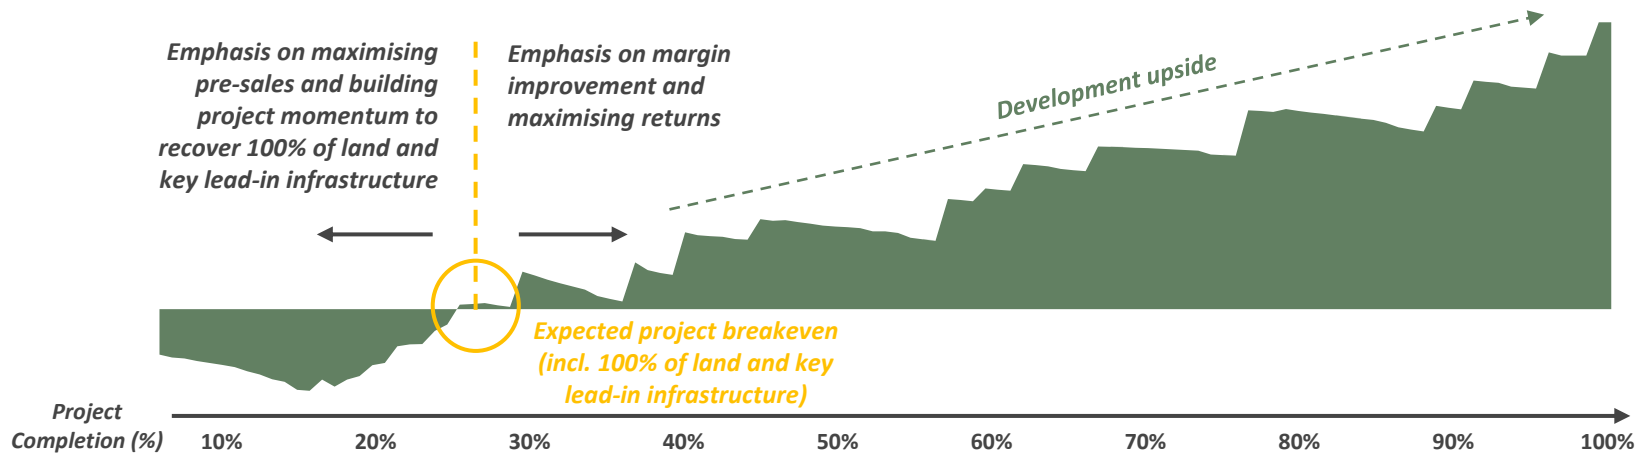 Emphasis on maximising
pre-sales and building
project momentum to
recover 100% of land and
key lead-in infrastructure
Emphasis on margin
improvement and
maximising returns
Development upside
Expected project breakeven
(incl. 100% of land and key
lead-in infrastructure)
Project
Completion (%)
10% 20% 30% 40% 50% 60% 70% 80% 90% 100%